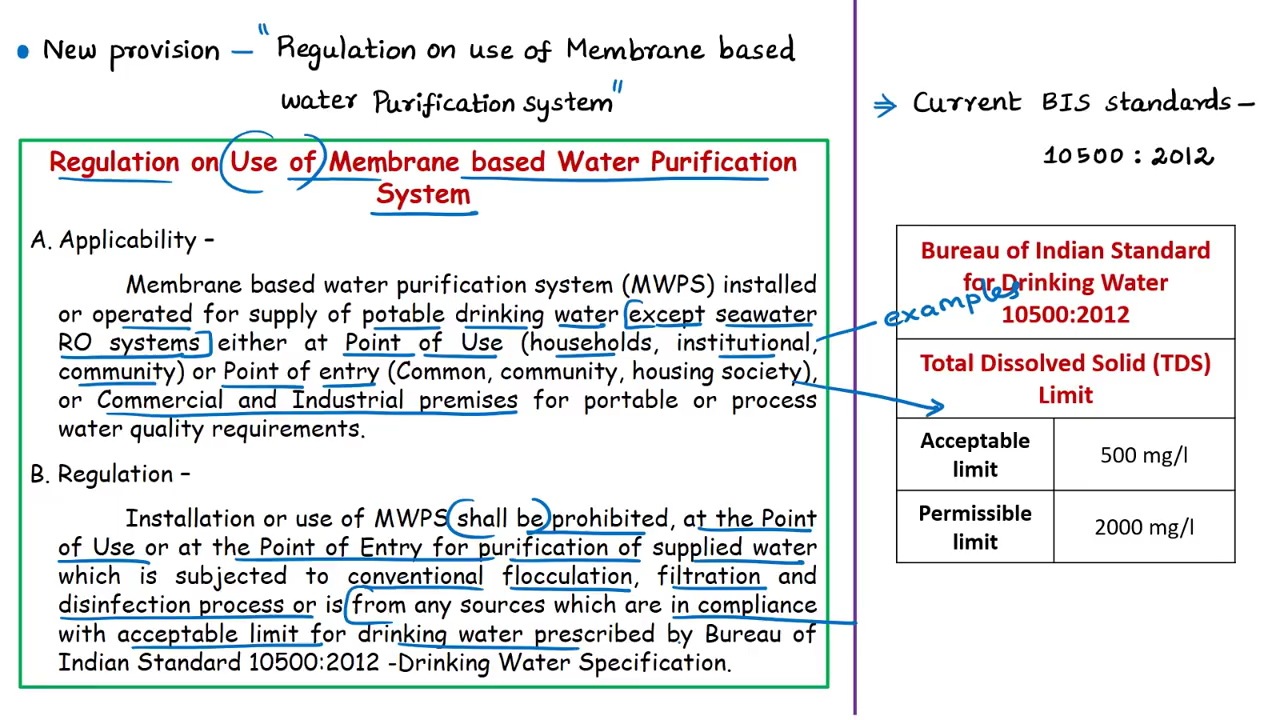 • New provision – "Regulation on use of Membrane based
water Purification system"
Regulation on Use of Membrane based Water Purification
System
A. Applicability –
Membrane based water purification system (MWPS) installed
or operated for supply of potable drinking water except seawater
RO systems either at Point of Use (households, institutional,
community) or Point of entry (Common, community, housing society),
or Commercial and Industrial premises for portable or process
water quality requirements.
B. Regulation –
Installation or use of MWPS shall be prohibited, at the Point
of Use or at the Point of Entry for purification of supplied water
which is subjected to conventional flocculation, filtration and
disinfection process or is from any sources which are in compliance
with acceptable limit for drinking water prescribed by Bureau of
Indian Standard 10500:2012 -Drinking Water Specification.
examples
⇒ Current BIS standards –
10500 : 2012
Bureau of Indian Standard
for Drinking Water
10500:2012
Total Dissolved Solid (TDS)
Limit
Acceptable
limit
500 mg/l
Permissible
limit
2000 mg/l